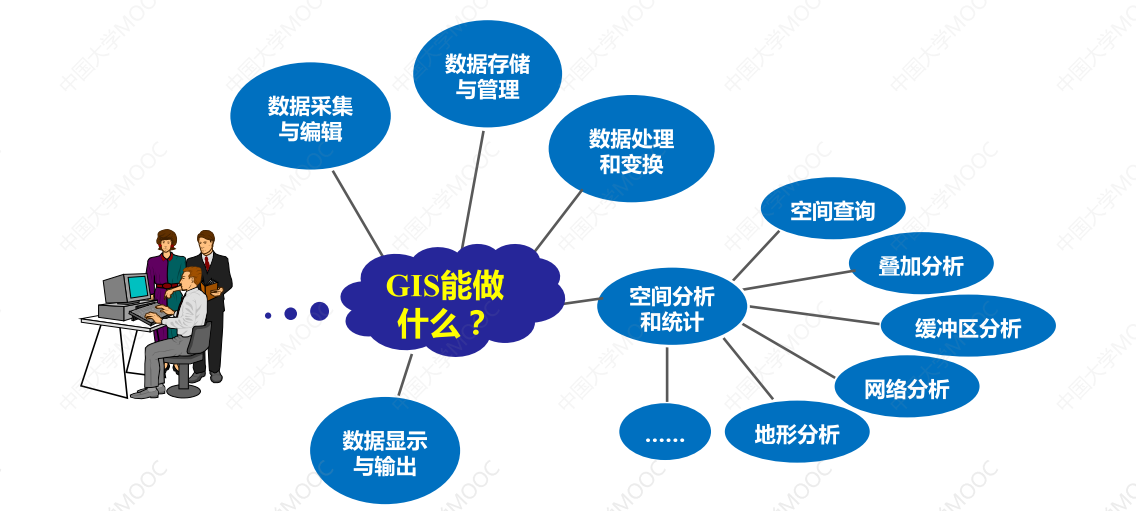 数据存储
与管理
数据采集
与编辑
数据处理
和变换
空间查询
叠加分析
GIS能做
什么？
空间分析
和统计
缓冲区分析
网络分析
地形分析
......
数据显示
与输出
中国大学MOOC